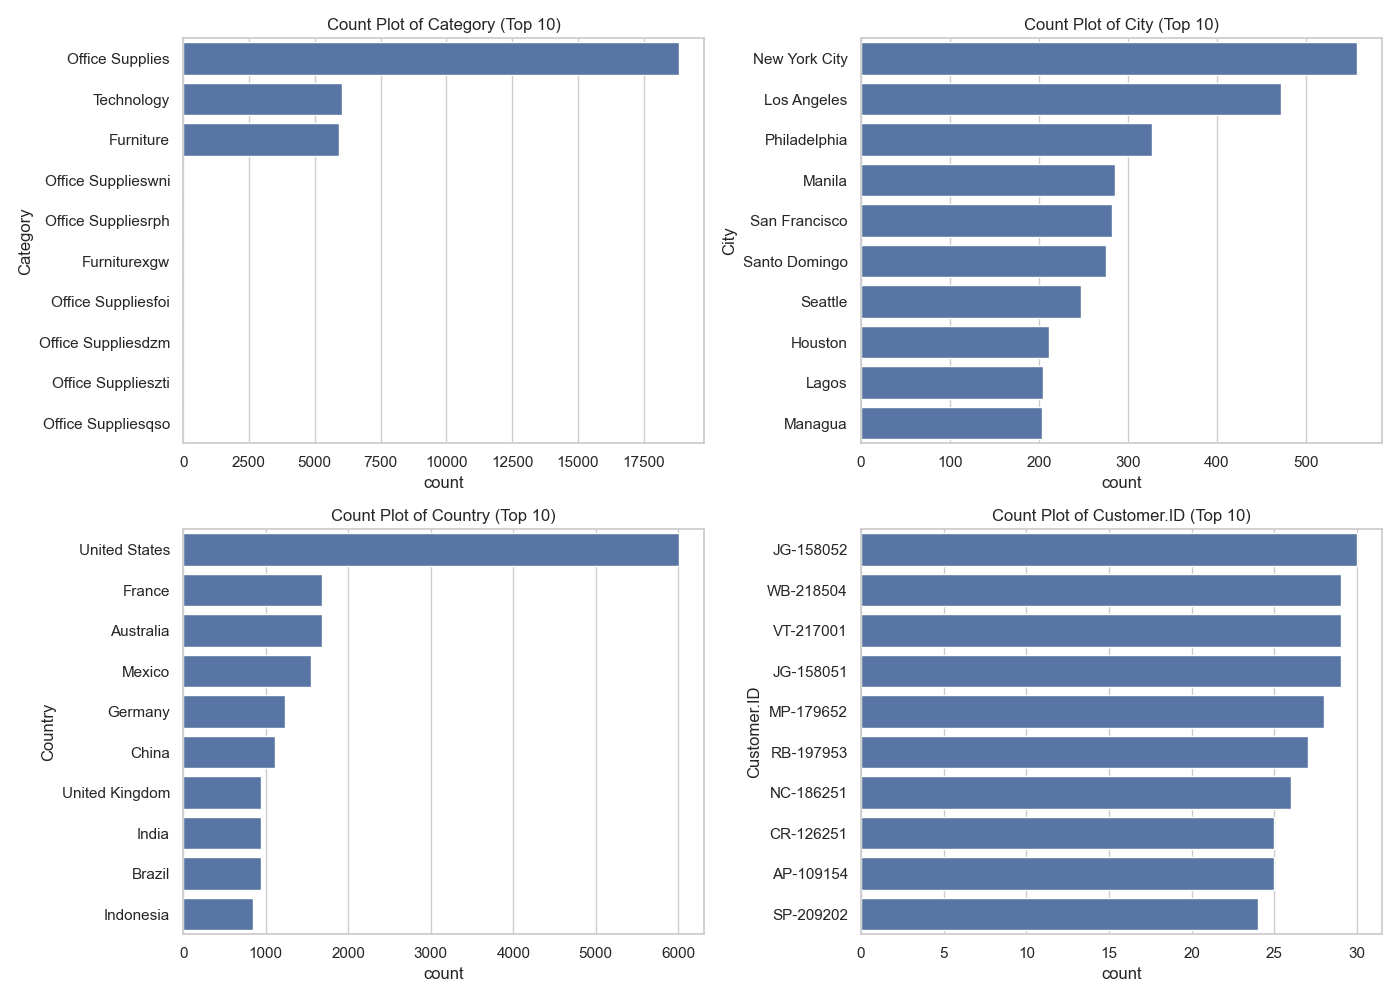 Count Plot of Category (Top 10)
Office Supplies
Technology
Furniture
Office Supplieswni
Office Suppliesrph
Furniturexgw
Office Suppliesfoi
Office Suppliesdzm
Office Supplieszti
Office Suppliesqso
Category
0 2500 5000 7500 10000 12500 15000 17500
count
Count Plot of City (Top 10)
New York City
Los Angeles
Philadelphia
Manila
San Francisco
Santo Domingo
Seattle
Houston
Lagos
Managua
City
0 100 200 300 400 500
count
Count Plot of Country (Top 10)
United States
France
Australia
Mexico
Germany
China
United Kingdom
India
Brazil
Indonesia
Country
0 1000 2000 3000 4000 5000 6000
count
Count Plot of Customer.ID (Top 10)
JG-158052
WB-218504
VT-217001
JG-158051
MP-179652
RB-197953
NC-186251
CR-126251
AP-109154
SP-209202
Customer.ID
0 5 10 15 20 25 30
count